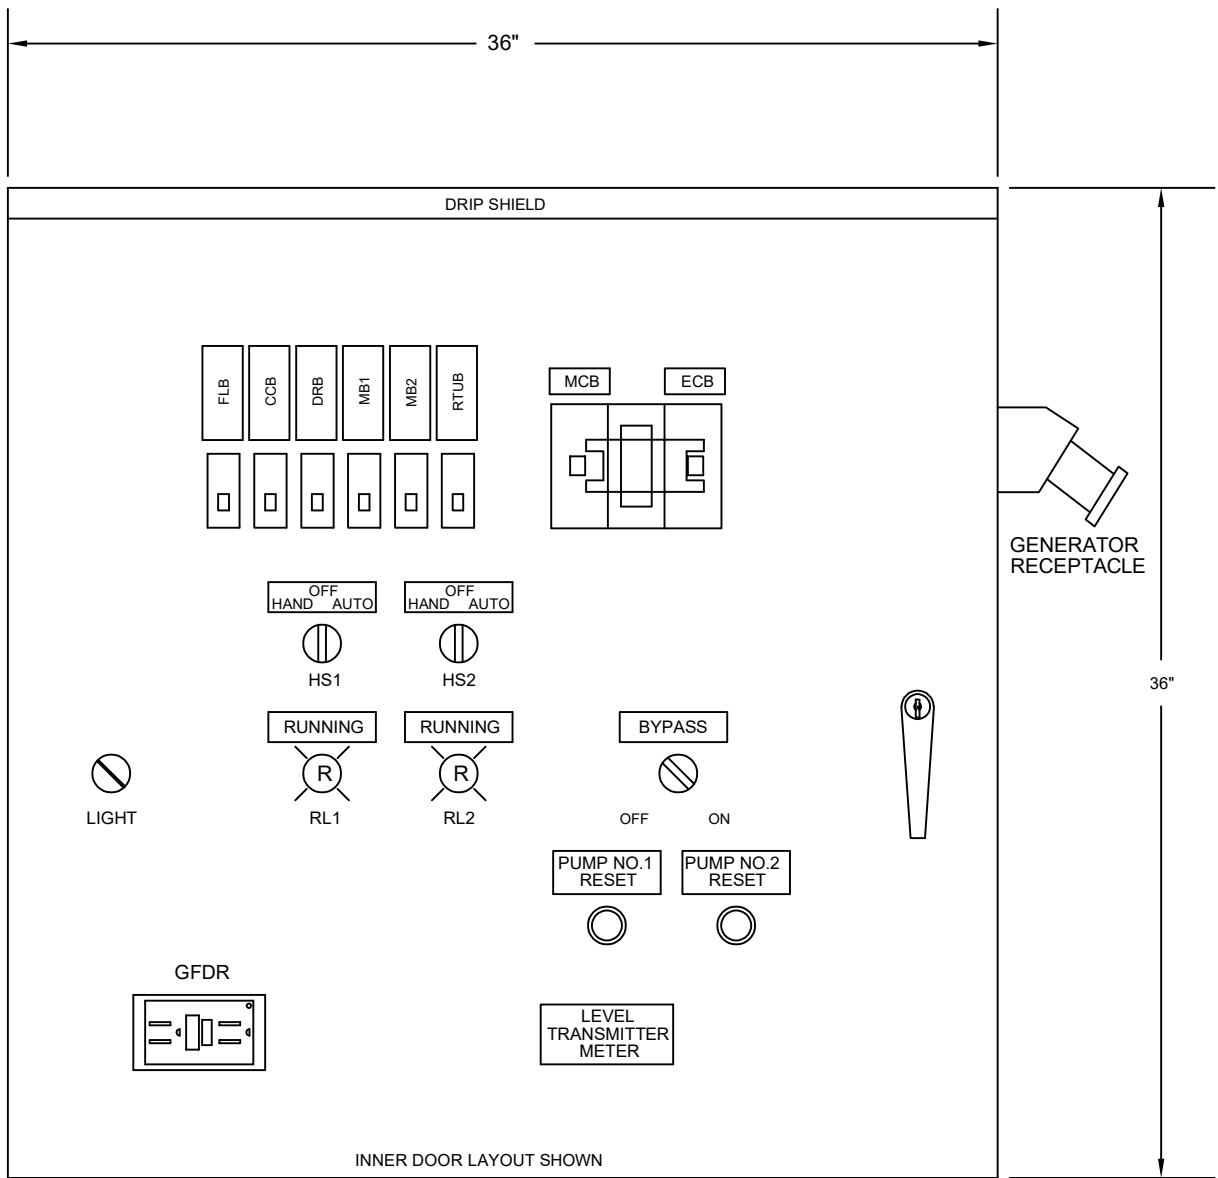 36"
DRIP SHIELD
FLB
CCB
DRB
MB1
MB2
RTUB
MCB
ECB
GENERATOR
RECEPTACLE
OFF
HAND AUTO
OFF
HAND AUTO
HS1
HS2
36"
RUNNING
RUNNING
BYPASS
R
R
LIGHT
RL1
RL2
OFF
ON
PUMP NO.1
RESET
PUMP NO.2
RESET
GFDR
LEVEL
TRANSMITTER
METER
INNER DOOR LAYOUT SHOWN